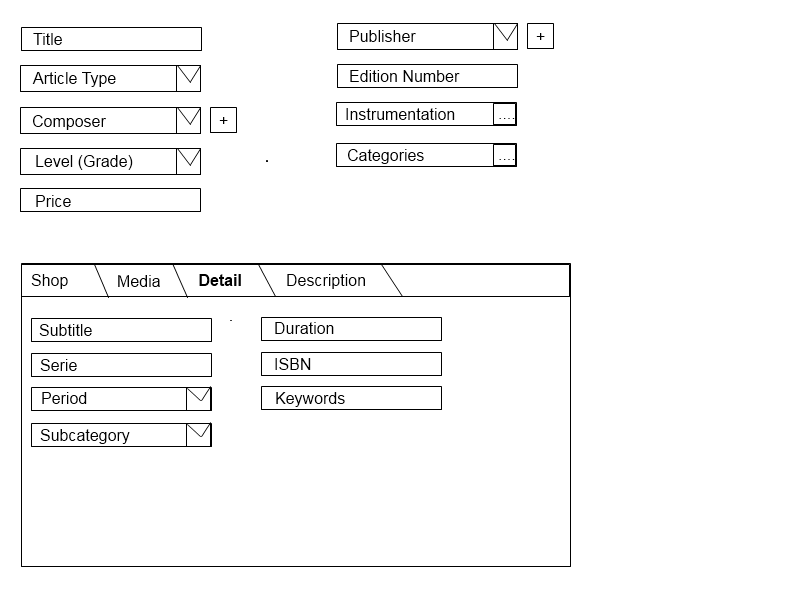 Title
Article Type
Composer
+
Level (Grade)
Price
Publisher
+
Edition Number
Instrumentation
....
Categories
....
Shop Media Detail Description
Subtitle
Serie
Period
Subcategory
Duration
ISBN
Keywords